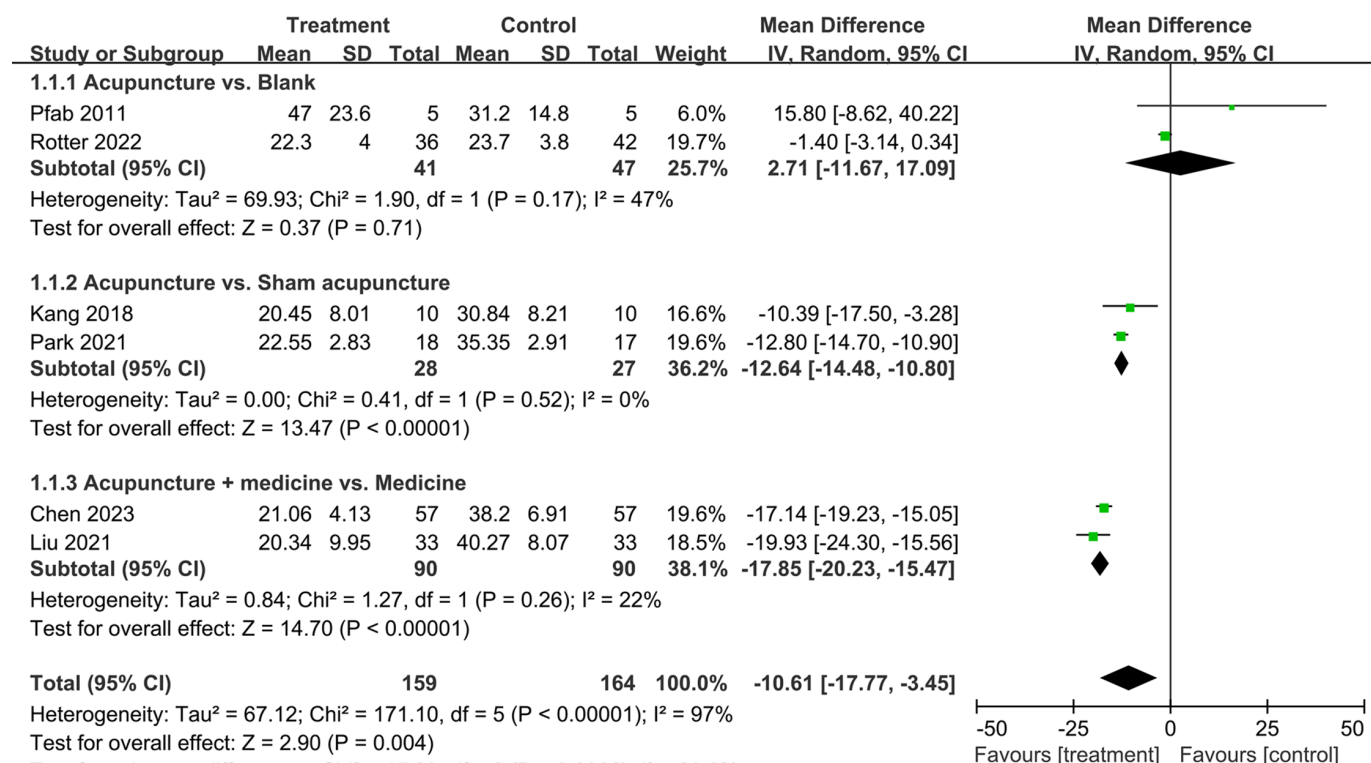 Treatment Control Mean Difference Mean Difference
Study or Subgroup Mean SD Total Mean SD Total Weight IV, Random, 95% CI IV, Random, 95% CI
1.1.1 Acupuncture vs. Blank
Pfab 2011 47 23.6 5 31.2 14.8 5 6.0% 15.80 [-8.62, 40.22]
Rotter 2022 22.3 4 36 23.7 3.8 42 19.7% -1.40 [-3.14, 0.34]
Subtotal (95% CI) 41 47 25.7% 2.71 [-11.67, 17.09]
Heterogeneity: Tau² = 69.93; Chi² = 1.90, df = 1 (P = 0.17); I² = 47%
Test for overall effect: Z = 0.37 (P = 0.71)
1.1.2 Acupuncture vs. Sham acupuncture
Kang 2018 20.45 8.01 10 30.84 8.21 10 16.6% -10.39 [-17.50, -3.28]
Park 2021 22.55 2.83 18 35.35 2.91 17 19.6% -12.80 [-14.70, -10.90]
Subtotal (95% CI) 28 27 36.2% -12.64 [-14.48, -10.80]
Heterogeneity: Tau² = 0.00; Chi² = 0.41, df = 1 (P = 0.52); I² = 0%
Test for overall effect: Z = 13.47 (P < 0.00001)
1.1.3 Acupuncture + medicine vs. Medicine
Chen 2023 21.06 4.13 57 38.2 6.91 57 19.6% -17.14 [-19.23, -15.05]
Liu 2021 20.34 9.95 33 40.27 8.07 33 18.5% -19.93 [-24.30, -15.56]
Subtotal (95% CI) 90 90 38.1% -17.85 [-20.23, -15.47]
Heterogeneity: Tau² = 0.84; Chi² = 1.27, df = 1 (P = 0.26); I² = 22%
Test for overall effect: Z = 14.70 (P < 0.00001)
Total (95% CI) 159 164 100.0% -10.61 [-17.77, -3.45]
Heterogeneity: Tau² = 67.12; Chi² = 171.10, df = 5 (P < 0.00001); I² = 97%
-50 -25 0 25 50
Test for overall effect: Z = 2.90 (P = 0.004)
Favours [treatment] Favours [control]